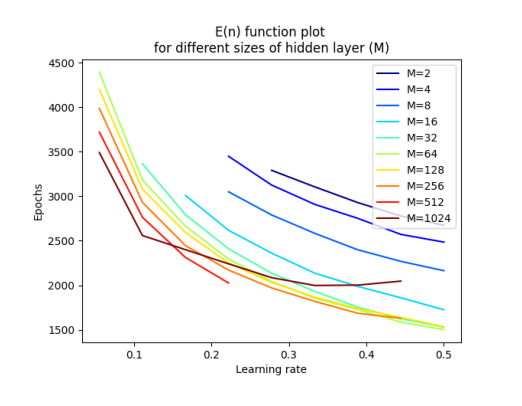 E(n) function plot
for different sizes of hidden layer (M)
4500
4000
3500
3000
2500
2000
1500
Epochs
0.1
0.2
0.3
0.4
0.5
Learning rate
M=2
M=4
M=8
M=16
M=32
M=64
M=128
M=256
M=512
M=1024